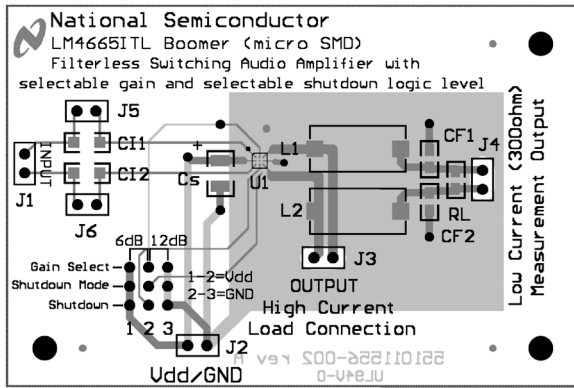 National Semiconductor
LM4665ITL Boomer (micro SMD)
Filterless Switching Audio Amplifier with
selectable gain and selectable shutdown logic level
J5
CI1
+
L1
CF1
J4
INPUT
J1
CI2
Cs
U1
J6
L2
RL
CF2
Low Current (300ohm)
Measurement Output
6dB 12dB
J3
Gain Select
1-2=Vdd
OUTPUT
Shutdown Mode
2-3=GND
High Current
Shutdown
Load Connection
1 2 3
J2
Vdd/GND
551011556-002 rev A
UL94V-0